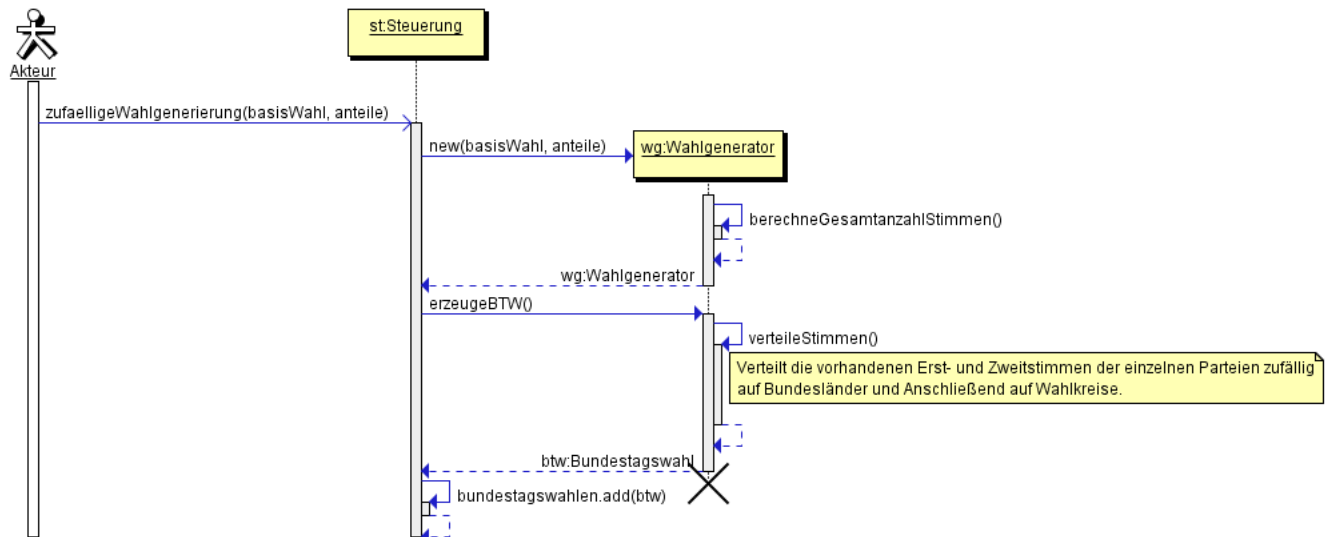 st:Steuerung
Akteur
zufaelligeWahlgenerierung(basisWahl, anteile)
new(basisWahl, anteile)
wg:Wahlgenerator
berechneGesamtanzahlStimmen()
wg:Wahlgenerator
erzeugeBTW()
verteileStimmen()
Verteilt die vorhandenen Erst- und Zweitstimmen der einzelnen Parteien zufällig
auf Bundesländer und Anschließend auf Wahlkreise.
btw:Bundestagswahl
bundestagswahlen.add(btw)